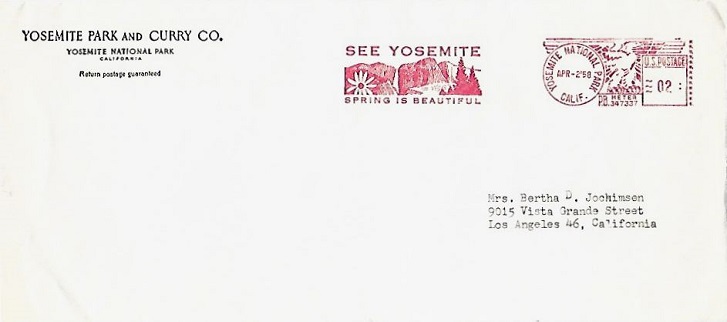 YOSEMITE PARK AND CURRY CO.
YOSEMITE NATIONAL PARK
CALIFORNIA
Return postage guaranteed
SEE YOSEMITE
SPRING IS BEAUTIFUL
YOSEMITE NATIONAL PARK
APR-2'58
CALIF.
U.S. POSTAGE
02
P.B. METER
347337
Mrs. Bertha D. Jochimsen
9015 Vista Grande Street
Los Angeles 46, California